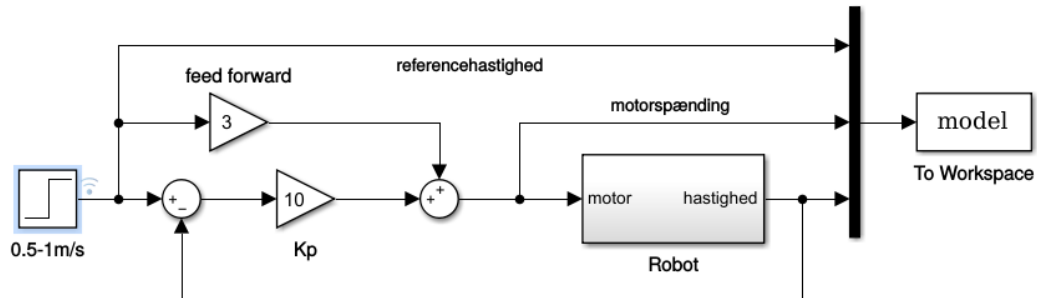 referencehastighed
feed forward
3
motorspænding
model
To Workspace
0.5-1m/s
+
−
10
Kp
+
+
motor
hastighed
Robot